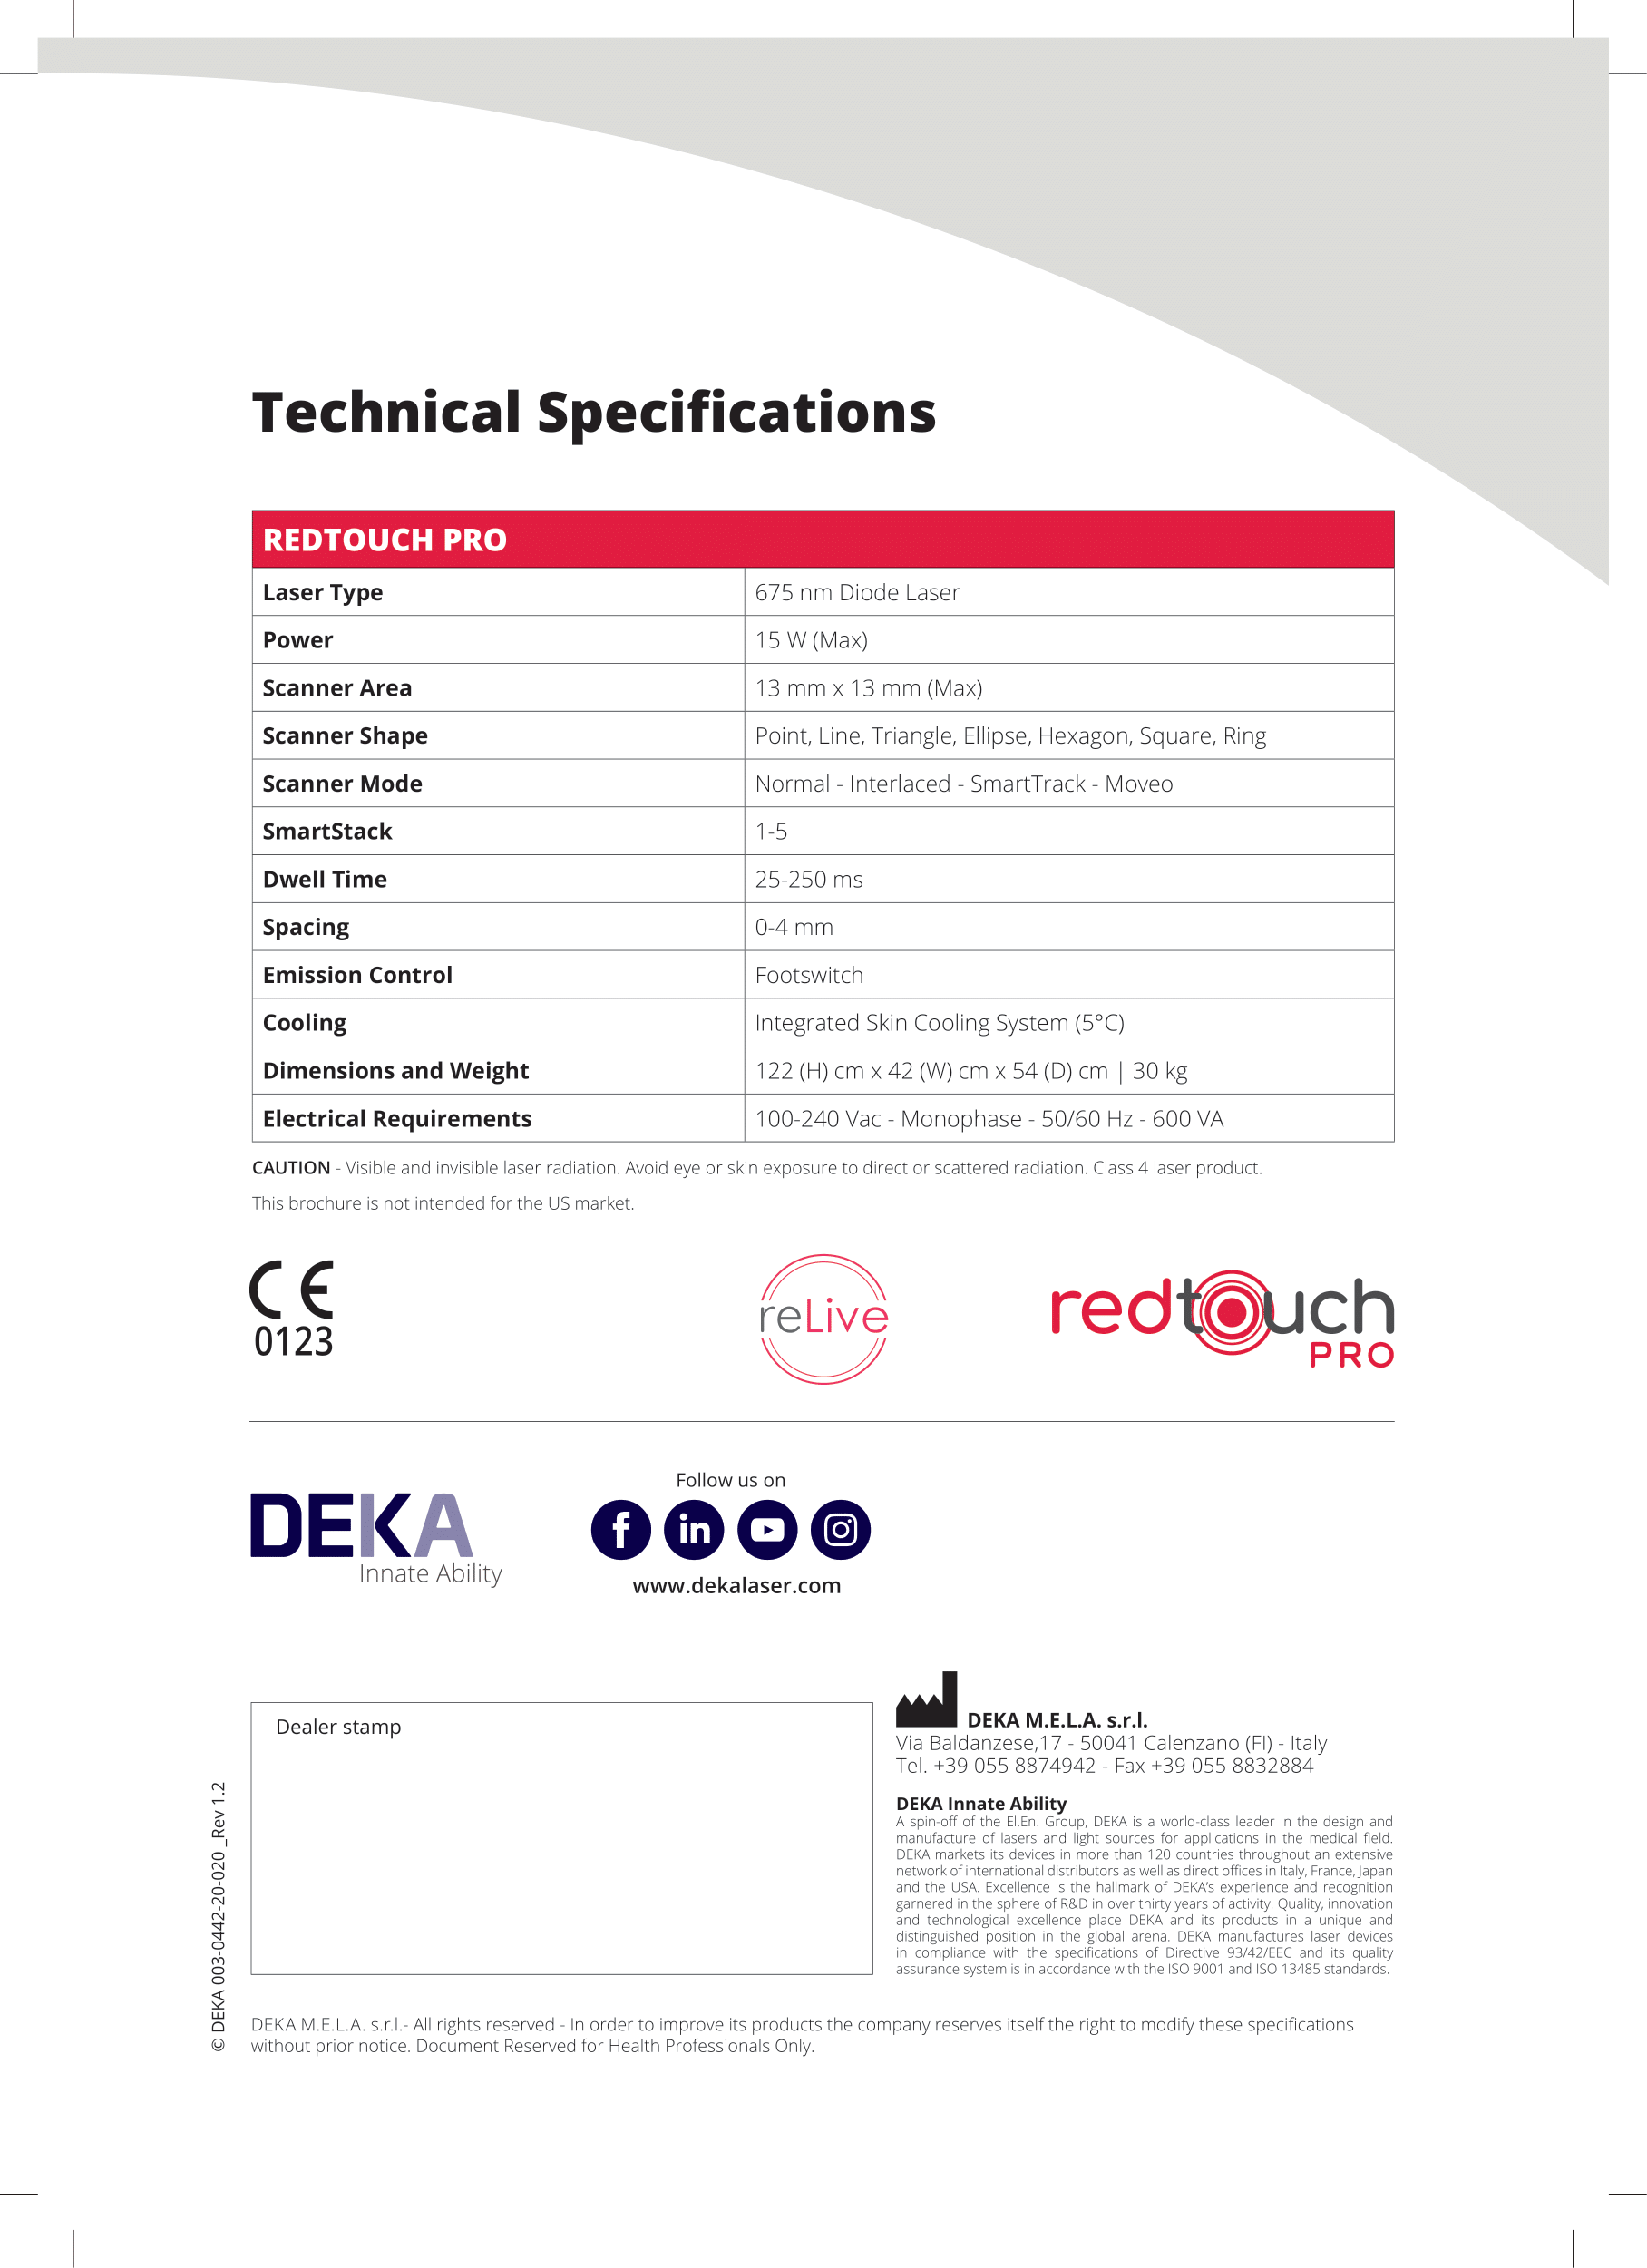 Technical Specifications
REDTOUCH PRO
Laser Type 675 nm Diode Laser
Power 15 W (Max)
Scanner Area 13 mm x 13 mm (Max)
Scanner Shape Point, Line, Triangle, Ellipse, Hexagon, Square, Ring
Scanner Mode Normal - Interlaced - SmartTrack - Moveo
SmartStack 1-5
Dwell Time 25-250 ms
Spacing 0-4 mm
Emission Control Footswitch
Cooling Integrated Skin Cooling System (5°C)
Dimensions and Weight 122 (H) cm x 42 (W) cm x 54 (D) cm | 30 kg
Electrical Requirements 100-240 Vac - Monophase - 50/60 Hz - 600 VA
CAUTION - Visible and invisible laser radiation. Avoid eye or skin exposure to direct or scattered radiation. Class 4 laser product.
This brochure is not intended for the US market.
CE
0123
reLive
redtouch
PRO
DEKA
Innate Ability
Follow us on
f in
www.dekalaser.com
Dealer stamp
DEKA M.E.L.A. s.r.l.
Via Baldanzese,17 - 50041 Calenzano (FI) - Italy
Tel. +39 055 8874942 - Fax +39 055 8832884
DEKA Innate Ability
A spin-off of the El.En. Group, DEKA is a world-class leader in the design and
manufacture of lasers and light sources for applications in the medical field.
DEKA markets its devices in more than 120 countries throughout an extensive
network of international distributors as well as direct offices in Italy, France, Japan
and the USA. Excellence is the hallmark of DEKA's experience and recognition
garnered in the sphere of R&D in over thirty years of activity. Quality, innovation
and technological excellence place DEKA and its products in a unique and
distinguished position in the global arena. DEKA manufactures laser devices
in compliance with the specifications of Directive 93/42/EEC and its quality
assurance system is in accordance with the ISO 9001 and ISO 13485 standards.
© DEKA 003-0442-20-020 _Rev 1.2
DEKA M.E.L.A. s.r.l.- All rights reserved - In order to improve its products the company reserves itself the right to modify these specifications
without prior notice. Document Reserved for Health Professionals Only.